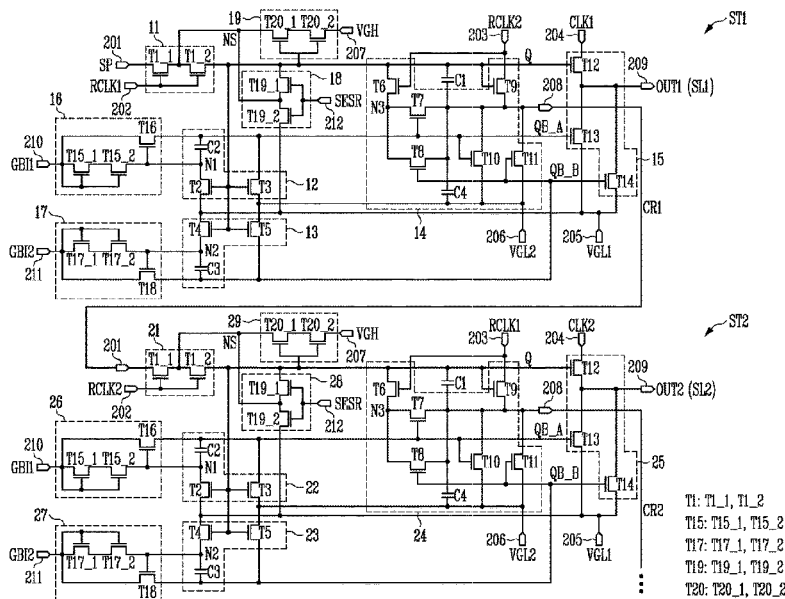 19 T20_1 T20_2 VGH RCLK2 CLK1 ST1
11 207 203 204
201 T1_1 T1_2 NS
SP Q T12 209
RCLK1 T19_1 18 T6 C1 T9 208 OUT1 (SL1)
202 SESR N3 T7
16 T16 T19_2 212 QB_A T13
210 C2 T8 T10 T11 15
GBI1 T15_1 T15_2 N1 QB_B T14
T2 T3 12 C4 CR1
17 T4 T5 13 14
GBI2 T17_1 T17_2 N2 206 205
211 T18 C3 VGL2 VGL1
29 T20_1 T20_2 VGH RCLK1 CLK2 ST2
201 21 NS 207 203 204
T1_1 T1_2 Q T12 209
RCLK2 T19_1 28 T6 C1 T9 208 OUT2 (SL2)
202 SESR N3 T7
26 T16 T19_2 212 QB_A T13
210 C2 T8 T10 T11 25
GBI1 T15_1 T15_2 N1 QB_B T14
T2 T3 22 C4 CR2
27 T4 T5 23 24
GBI2 T17_1 T17_2 N2 206 205
211 T18 C3 VGL2 VGL1
T1: T1_1, T1_2
T15: T15_1, T15_2
T17: T17_1, T17_2
T19: T19_1, T19_2
T20: T20_1, T20_2